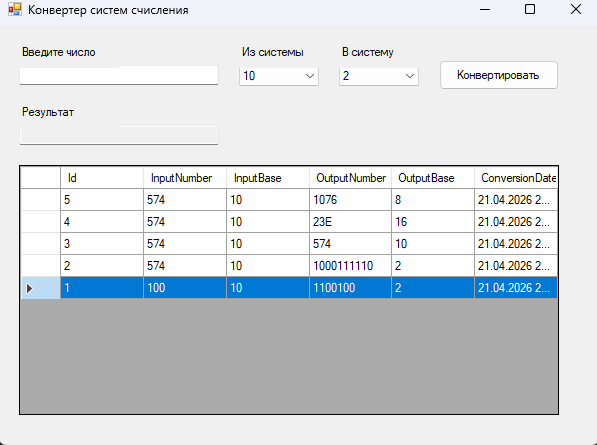 Конвертер систем счисления
Введите число Из системы В систему
10 2 Конвертировать
Результат
Id InputNumber InputBase OutputNumber OutputBase ConversionDate
5 574 10 1076 8 21.04.2026 2...
4 574 10 23E 16 21.04.2026 2...
3 574 10 574 10 21.04.2026 2...
2 574 10 1000111110 2 21.04.2026 2...
1 100 10 1100100 2 21.04.2026 2...